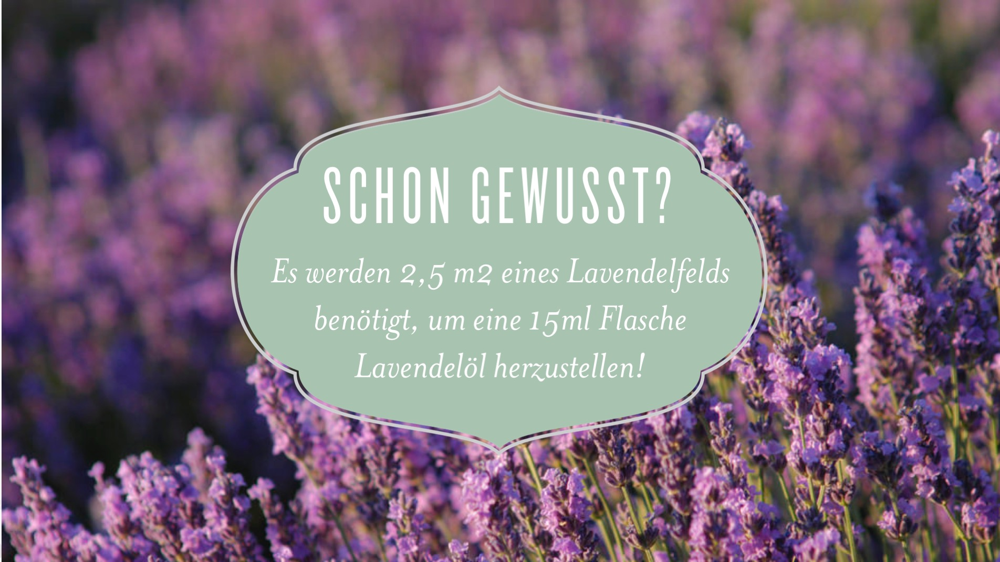 SCHON GEWUSST?
Es werden 2,5 m2 eines Lavendelfelds
benötigt, um eine 15ml Flasche
Lavendelöl herzustellen!